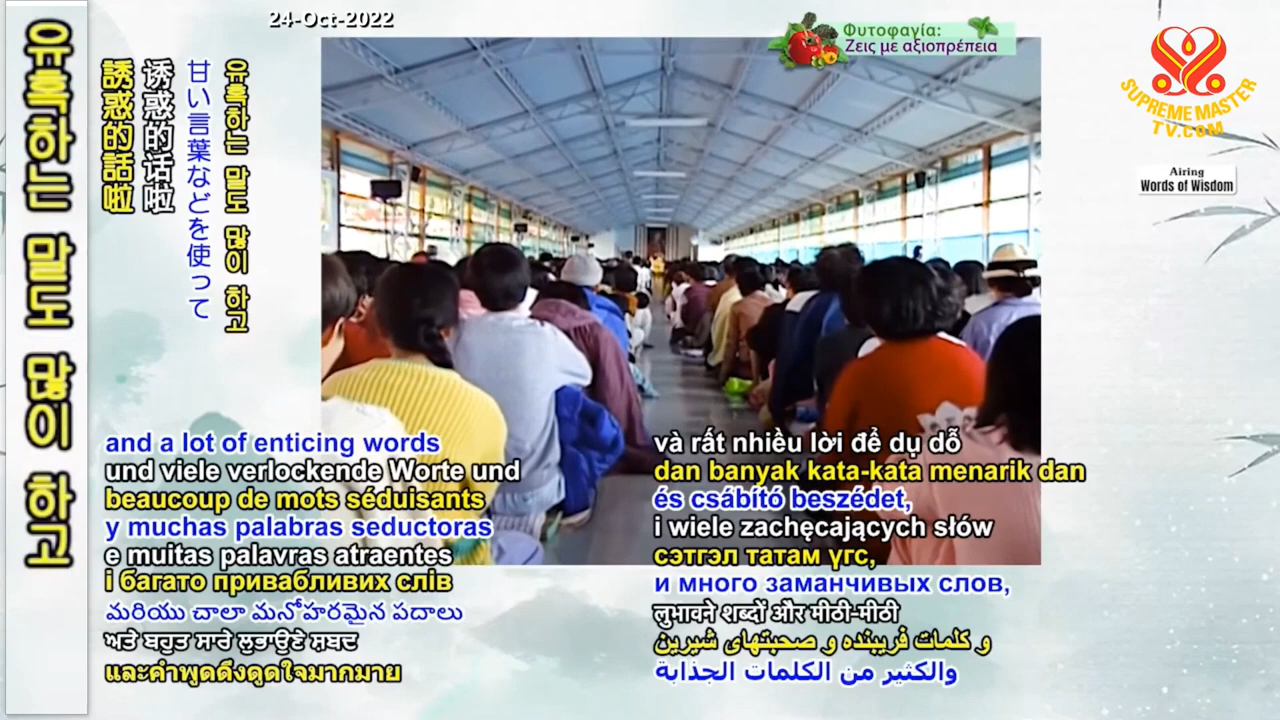 24-Oct-2022
Φυτοφαγία:
Ζεις με αξιοπρέπεια
SUPREME MASTER
TV.COM
Airing
Words of Wisdom
유혹하는 말도 많이 하고
誘惑的話啦
诱惑的话啦
甘い言葉などを使って
유혹하는 말도 많이 하고
and a lot of enticing words
und viele verlockende Worte und
beaucoup de mots séduisants
y muchas palabras seductoras
e muitas palavras atraentes
і багато привабливих слів
మరియు చాలా మనోహరమైన పదాలు
ਅਤੇ ਬਹੁਤ ਸਾਰੇ ਲੁਭਾਉਣੇ ਸ਼ਬਦ
และคำพูดดึงดูดใจมากมาย
và rất nhiều lời để dụ dỗ
dan banyak kata-kata menarik dan
és csábító beszédet,
i wiele zachęcających słów
сэтгэл татам үгс,
и много заманчивых слов,
लुभावने शब्दों और मीठी-मीठी
و کلمات فریبنده و صحبتهای شیرین
والكثير من الكلمات الجذابة